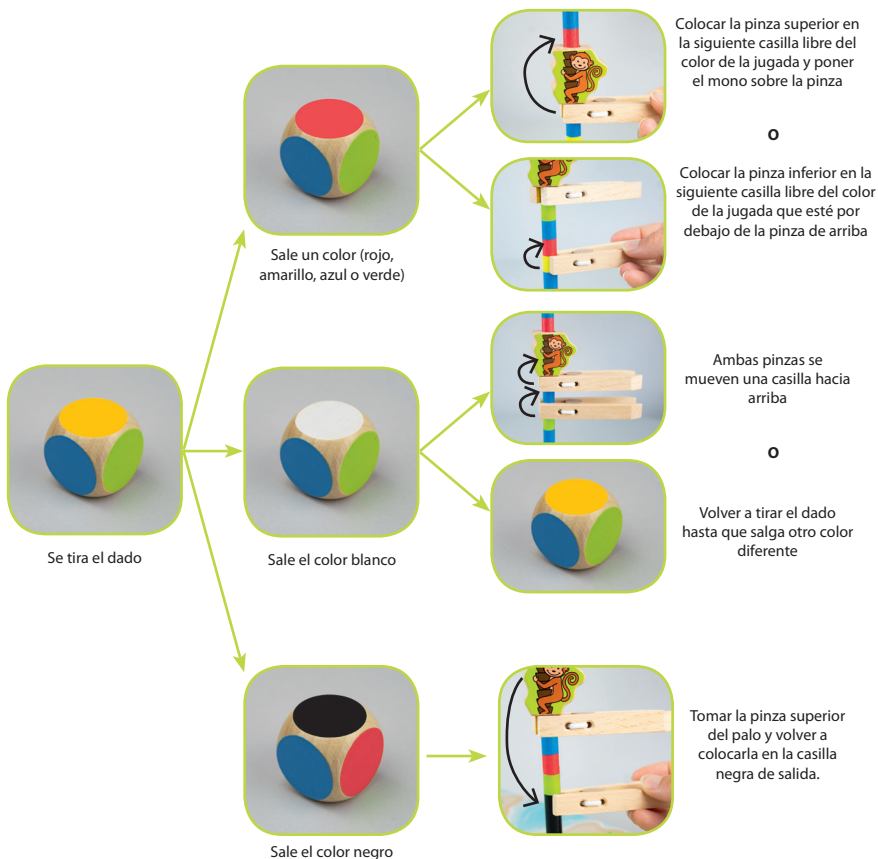 Colocar la pinza superior en
la siguiente casilla libre del
color de la jugada y poner
el mono sobre la pinza
o
Colocar la pinza inferior en la
siguiente casilla libre del color
de la jugada que esté por
debajo de la pinza de arriba
Sale un color (rojo,
amarillo, azul o verde)
Ambas pinzas se
mueven una casilla hacia
arriba
o
Volver a tirar el dado
hasta que salga otro color
diferente
Se tira el dado
Sale el color blanco
Tomar la pinza superior
del palo y volver a
colocarla en la casilla
negra de salida.
Sale el color negro